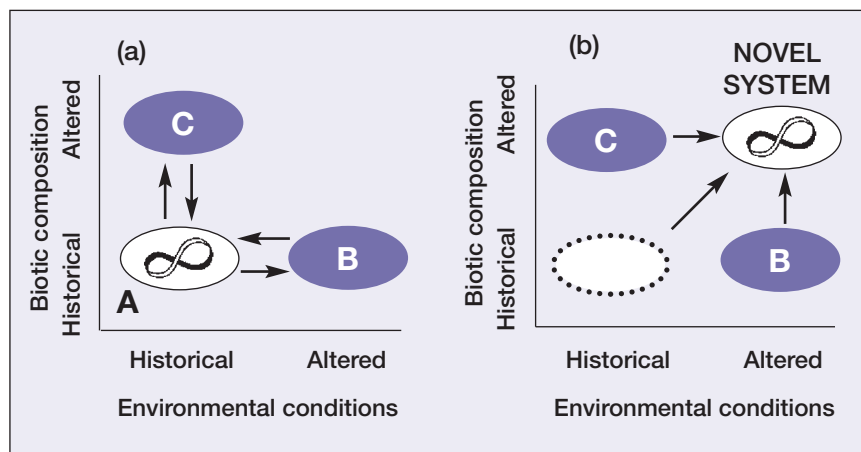 (a)
Biotic composition
Altered
Historical
C
A
B
Historical
Altered
Environmental conditions
(b)
NOVEL
SYSTEM
Biotic composition
Altered
Historical
C
B
Historical
Altered
Environmental conditions